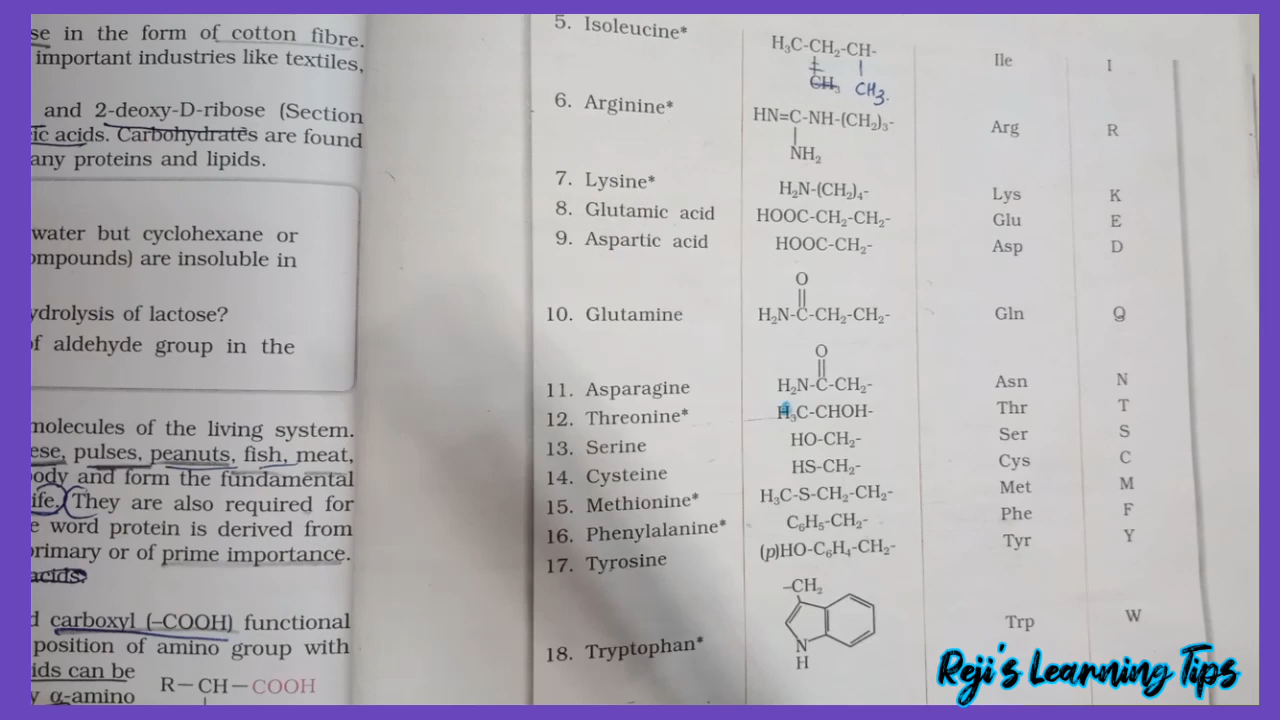 se in the form of cotton fibre.
important industries like textiles,
and 2-deoxy-D-ribose (Section
ic acids. Carbohydrates are found
any proteins and lipids.
water but cyclohexane or
ompounds) are insoluble in
ydrolysis of lactose?
of aldehyde group in the
molecules of the living system.
ese, pulses, peanuts, fish, meat,
ody and form the fundamental
ife. They are also required for
e word protein is derived from
primary or of prime importance.
acids.
d carboxyl (–COOH) functional
position of amino group with
ids can be
y α-amino
R—CH—COOH
5. Isoleucine* H₃C-CH₂-CH- Ile I
CH₃ CH₃.
6. Arginine* HN=C-NH-(CH₂)₃- Arg R
NH₂
7. Lysine* H₂N-(CH₂)₄- Lys K
8. Glutamic acid HOOC-CH₂-CH₂- Glu E
9. Aspartic acid HOOC-CH₂- Asp D
O
10. Glutamine H₂N-C-CH₂-CH₂- Gln Q
O
11. Asparagine H₂N-C-CH₂- Asn N
12. Threonine* H₃C-CHOH- Thr T
13. Serine HO-CH₂- Ser S
14. Cysteine HS-CH₂- Cys C
15. Methionine* H₃C-S-CH₂-CH₂- Met M
16. Phenylalanine* C₆H₅-CH₂- Phe F
17. Tyrosine (p)HO-C₆H₄-CH₂- Tyr Y
–CH₂
18. Tryptophan* Trp W
N
H
Reji's Learning Tips